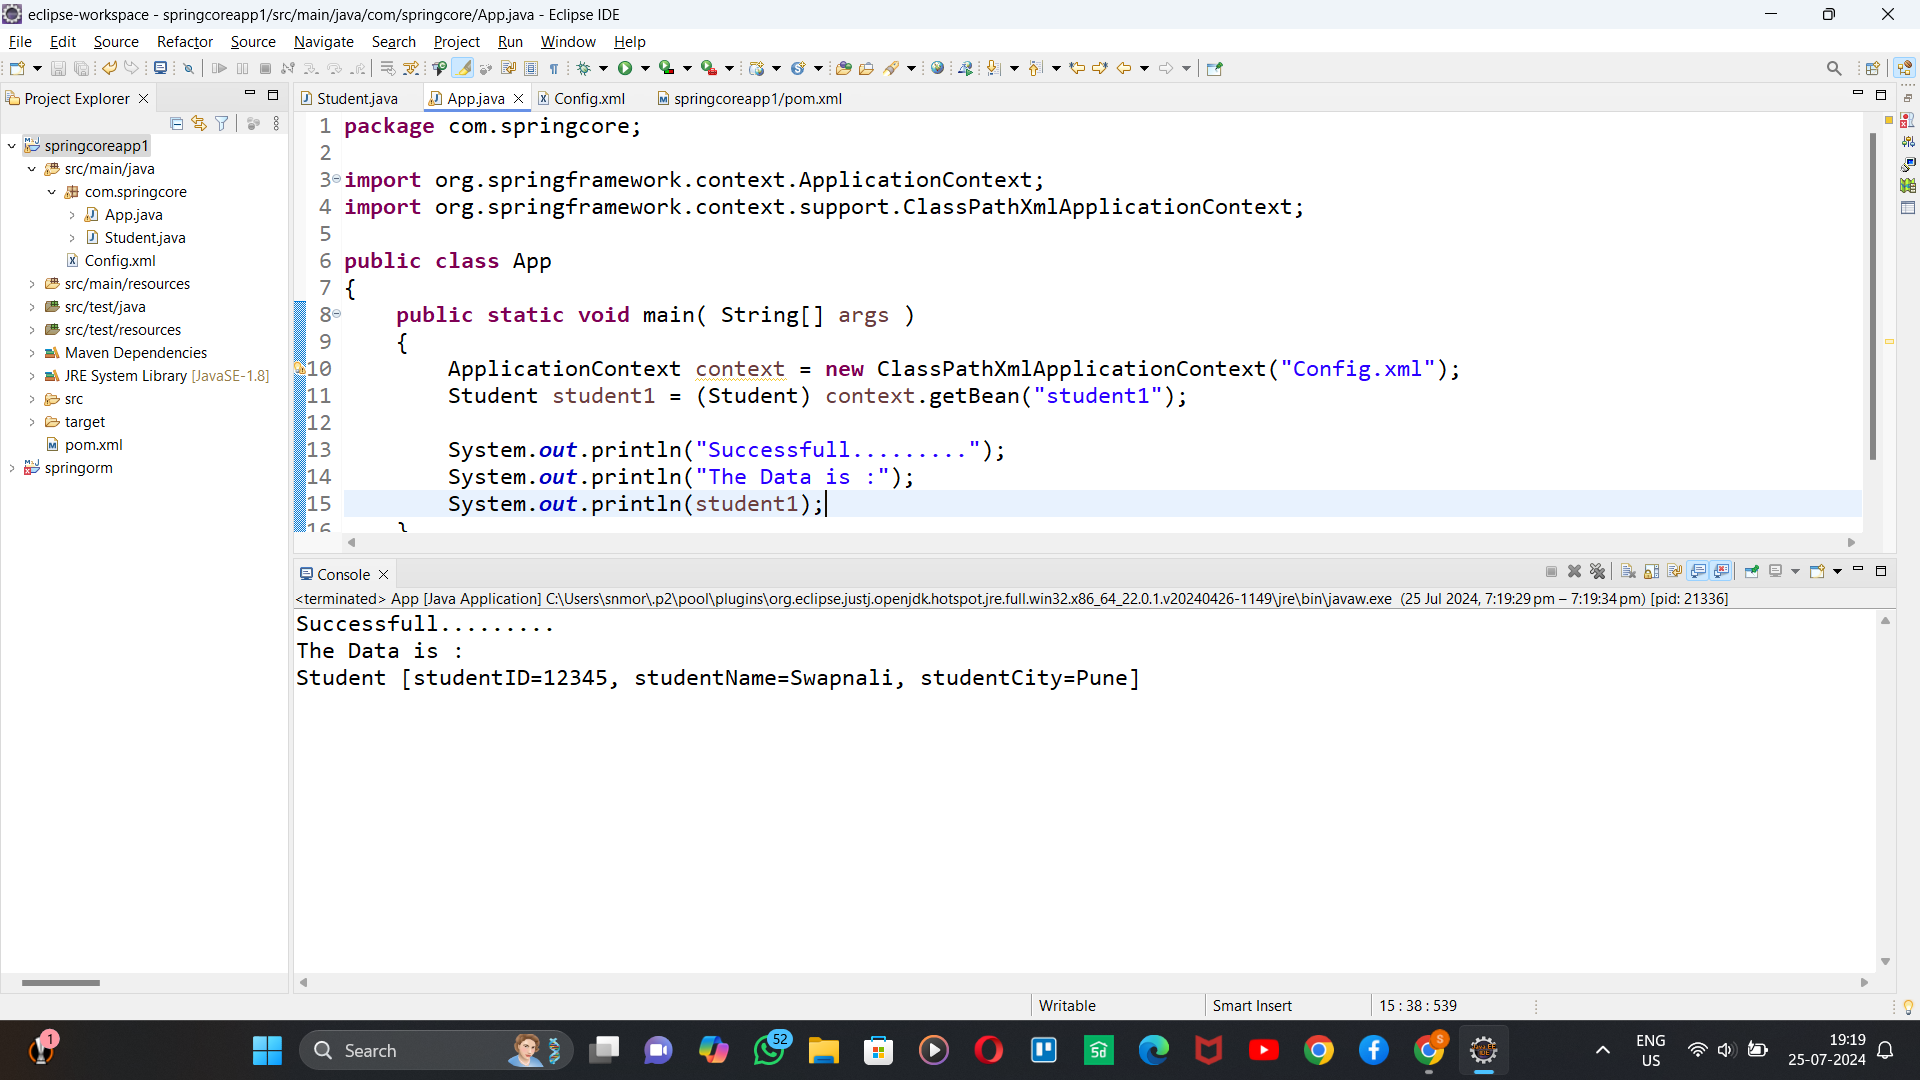 eclipse-workspace - springcoreapp1/src/main/java/com/springcore/App.java - Eclipse IDE
File Edit Source Refactor Source Navigate Search Project Run Window Help
Project Explorer
springcoreapp1
src/main/java
com.springcore
App.java
Student.java
Config.xml
src/main/resources
src/test/java
src/test/resources
Maven Dependencies
JRE System Library [JavaSE-1.8]
src
target
pom.xml
springorm
Student.java App.java Config.xml springcoreapp1/pom.xml
1 package com.springcore;
2
3 import org.springframework.context.ApplicationContext;
4 import org.springframework.context.support.ClassPathXmlApplicationContext;
5
6 public class App
7 {
8 public static void main( String[] args )
9 {
10 ApplicationContext context = new ClassPathXmlApplicationContext("Config.xml");
11 Student student1 = (Student) context.getBean("student1");
12
13 System.out.println("Successfull.........");
14 System.out.println("The Data is :");
15 System.out.println(student1);
16 }
Console
<terminated> App [Java Application] C:\Users\snmor\.p2\pool\plugins\org.eclipse.justj.openjdk.hotspot.jre.full.win32.x86_64_22.0.1.v20240426-1149\jre\bin\javaw.exe (25 Jul 2024, 7:19:29 pm – 7:19:34 pm) [pid: 21336]
Successfull.........
The Data is :
Student [studentID=12345, studentName=Swapnali, studentCity=Pune]
Writable Smart Insert 15 : 38 : 539
1
Search
52
S
ENG
US
19:19
25-07-2024